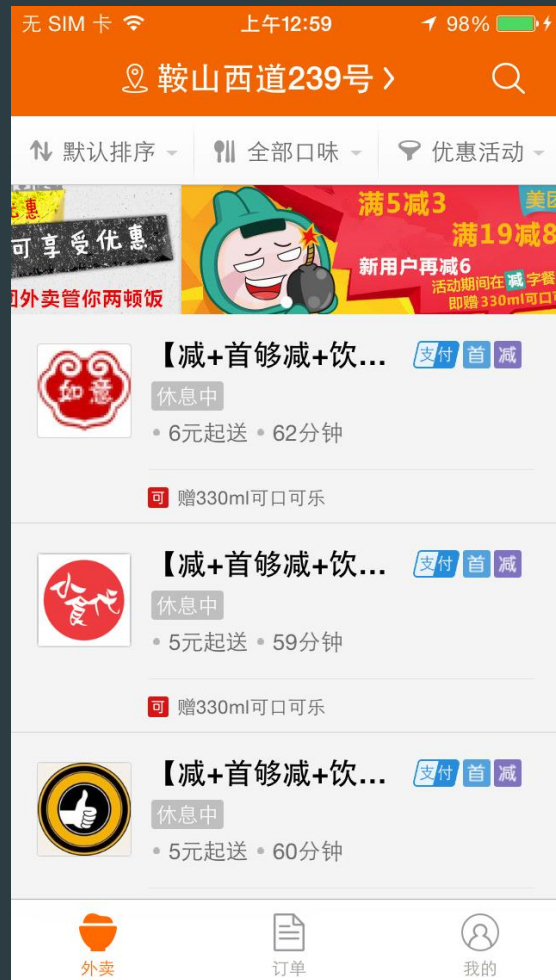 无 SIM 卡 上午12:59 98%
鞍山西道239号
默认排序 全部口味 优惠活动
惠
可享受优惠
外卖管你两顿饭
满5减3
美团
满19减8
新用户再减6
活动期间在减字餐
即赠330ml可口可
如意
【减+首够减+饮... 支付 首 减
休息中
• 6元起送 • 62分钟
可 赠330ml可口可乐
小食代
【减+首够减+饮... 支付 首 减
休息中
• 5元起送 • 59分钟
可 赠330ml可口可乐
【减+首够减+饮... 支付 首 减
休息中
• 5元起送 • 60分钟
外卖 订单 我的